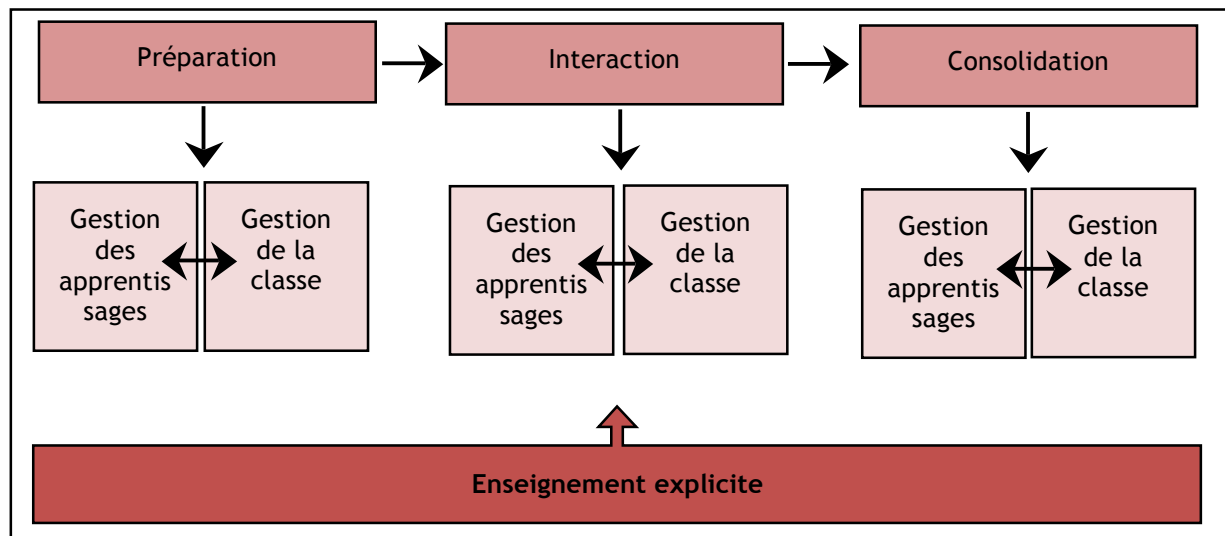 Préparation
Interaction
Consolidation
Gestion
des
apprentis
sages
Gestion
de la
classe
Gestion
des
apprentis
sages
Gestion
de la
classe
Gestion
des
apprentis
sages
Gestion
de la
classe
Enseignement explicite